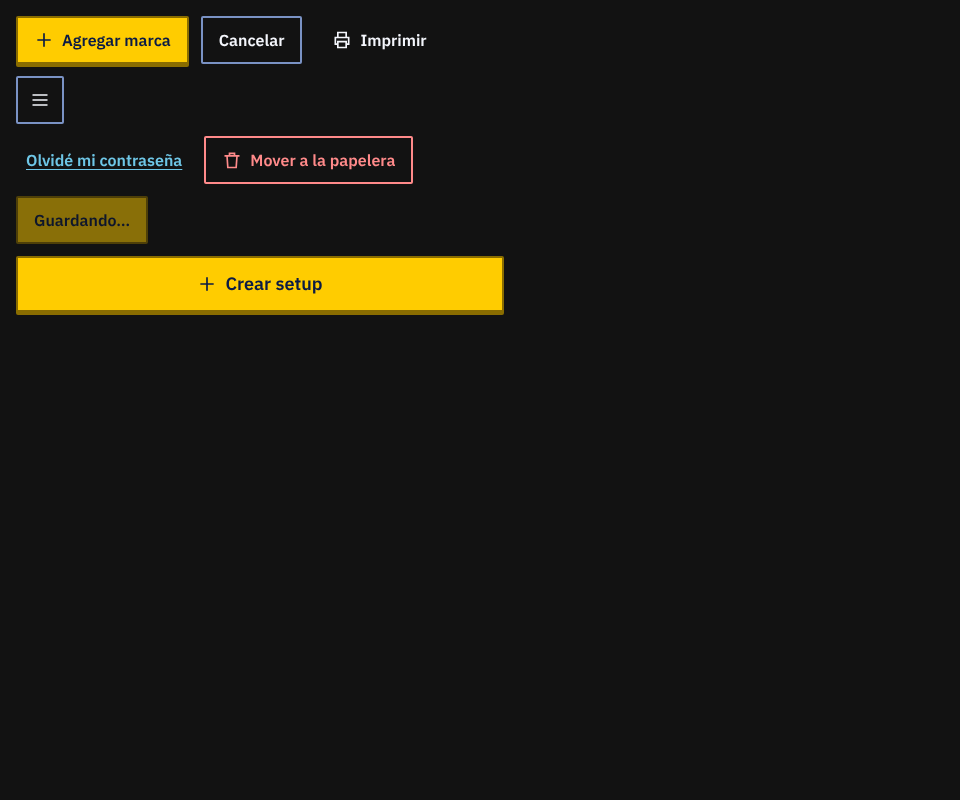 Agregar marca
Cancelar
Imprimir
Olvidé mi contraseña
Mover a la papelera
Guardando...
Crear setup